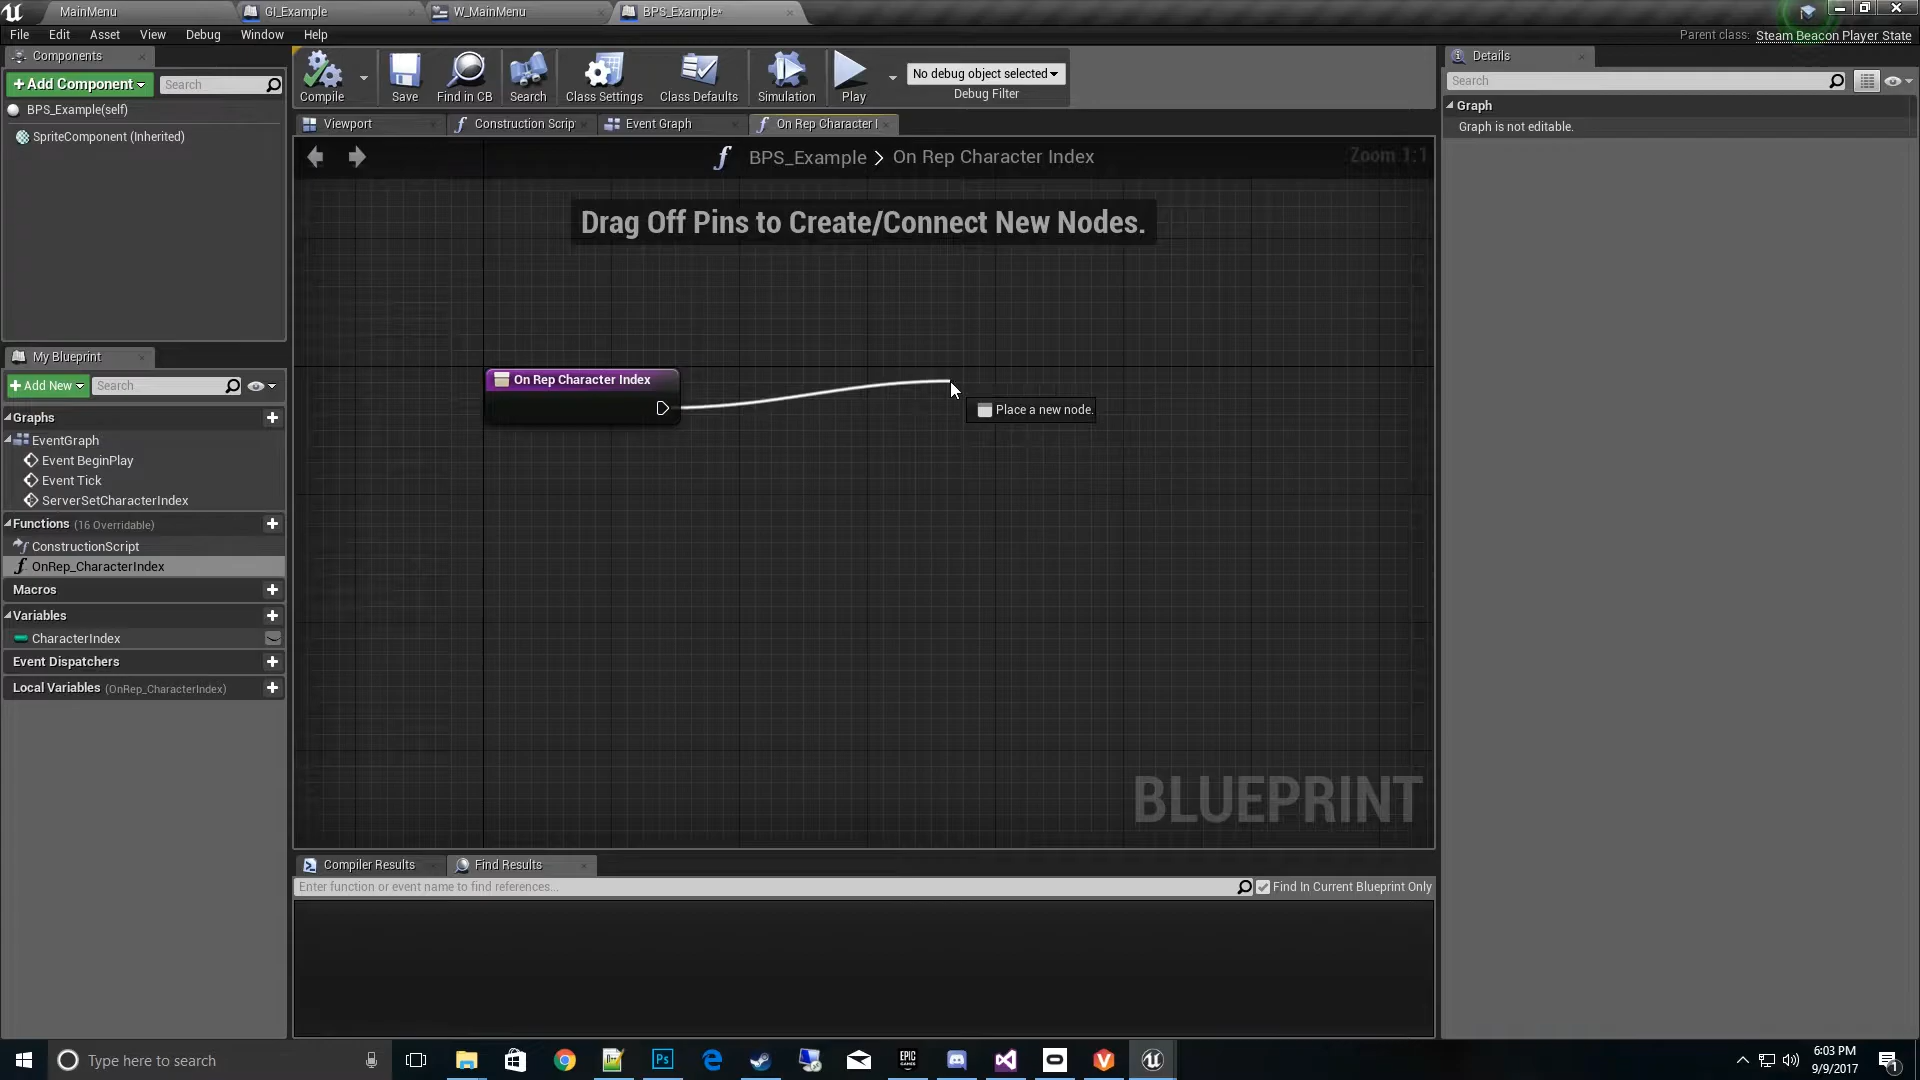 MainMenu
GI_Example
W_MainMenu
BPS_Example*
File Edit Asset View Debug Window Help
Parent class: Steam Beacon Player State
Components
+ Add Component
Search
BPS_Example(self)
SpriteComponent (Inherited)
Compile
Save
Find in CB
Search
Class Settings
Class Defaults
Simulation
Play
No debug object selected
Debug Filter
Viewport
Construction Scrip
Event Graph
On Rep Character I
BPS_Example > On Rep Character Index
Zoom 1:1
Drag Off Pins to Create/Connect New Nodes.
On Rep Character Index
Place a new node.
BLUEPRINT
My Blueprint
+ Add New
Search
Graphs
EventGraph
Event BeginPlay
Event Tick
ServerSetCharacterIndex
Functions (16 Overridable)
ConstructionScript
OnRep_CharacterIndex
Macros
Variables
CharacterIndex
Event Dispatchers
Local Variables (OnRep_CharacterIndex)
Compiler Results
Find Results
Enter function or event name to find references...
Find In Current Blueprint Only
Details
Search
Graph
Graph is not editable.
Type here to search
Ps
EPIC GAMES
6:03 PM
9/9/2017
1